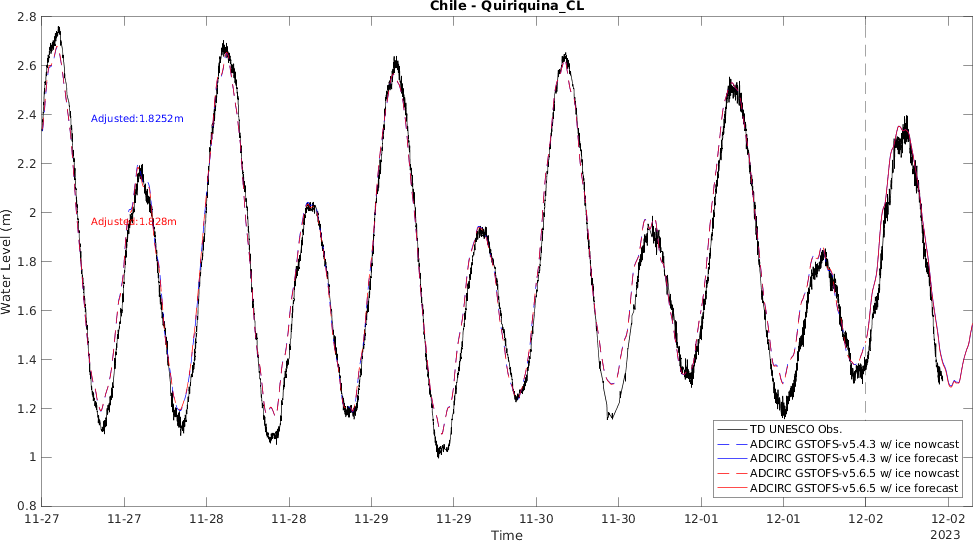 Chile - Quiriquina_CL
2.8
2.6
2.4
2.2
2
1.8
1.6
1.4
1.2
1
0.8
Water Level (m)
Adjusted:1.8252m
Adjusted:1.828m
TD UNESCO Obs.
ADCIRC GSTOFS-v5.4.3 w/ ice nowcast
ADCIRC GSTOFS-v5.4.3 w/ ice forecast
ADCIRC GSTOFS-v5.6.5 w/ ice nowcast
ADCIRC GSTOFS-v5.6.5 w/ ice forecast
11-27 11-27 11-28 11-28 11-29 11-29 11-30 11-30 12-01 12-01 12-02 12-02
2023
Time